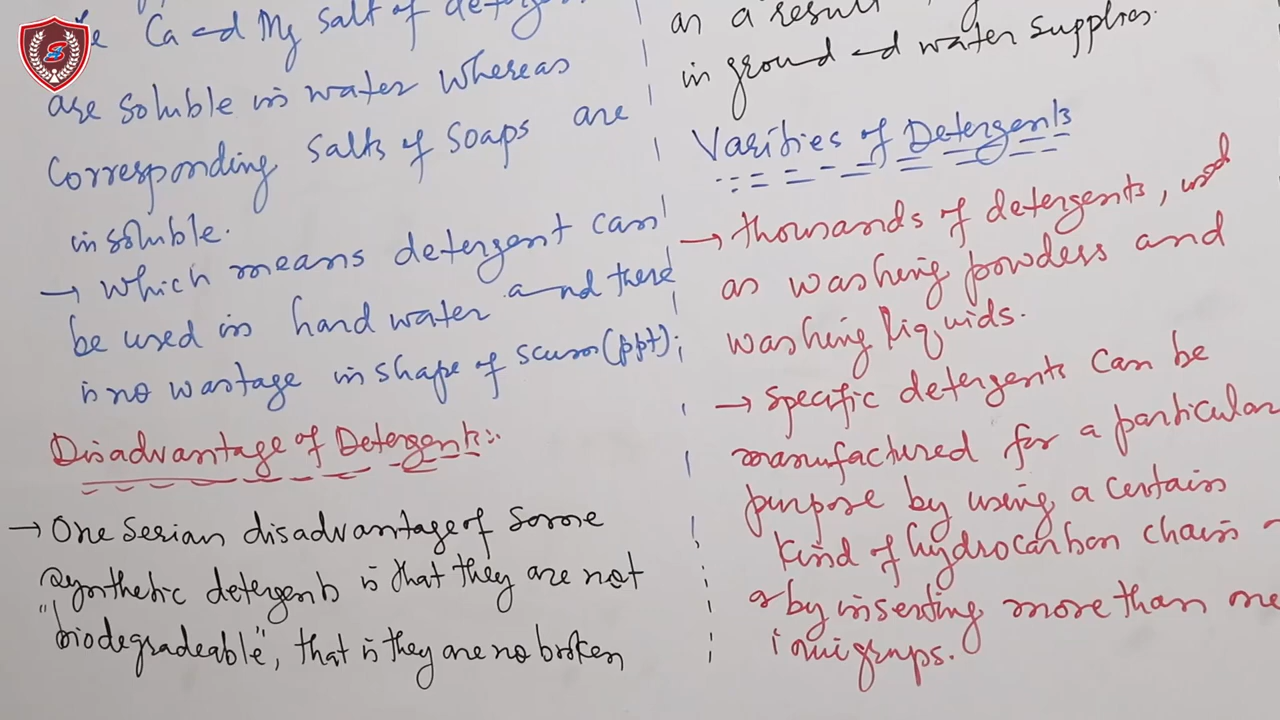 Ca and Mg salt of
are soluble in water whereas
Corresponding salts of soaps are
insoluble.
→ which means detergent can
be used in hard water and there
is no wastage in shape of scum (ppt);
Disadvantage of Detergents:-
→ One Serian disadvantage of some
synthetic detergents is that they are not
"biodegradeable", that is they are no broken
as a result
in ground and water supplies.
Varities of Detergents
→ thousands of detergents, used
as washing powders and
washing liquids.
→ Specific detergents can be
manufactured for a particular
purpose by using a certain
kind of hydrocarbon chain
or by inserting more than one
ionic grups.
S